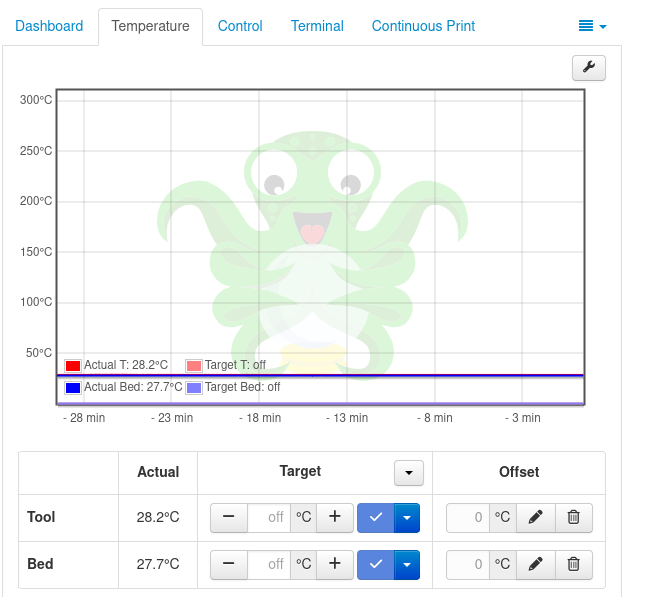 Dashboard Temperature Control Terminal Continuous Print
300°C
250°C
200°C
150°C
100°C
50°C
Actual T: 28.2°C Target T: off
Actual Bed: 27.7°C Target Bed: off
- 28 min - 23 min - 18 min - 13 min - 8 min - 3 min
Actual Target Offset
Tool 28.2°C − off °C + 0 °C
Bed 27.7°C − off °C + 0 °C